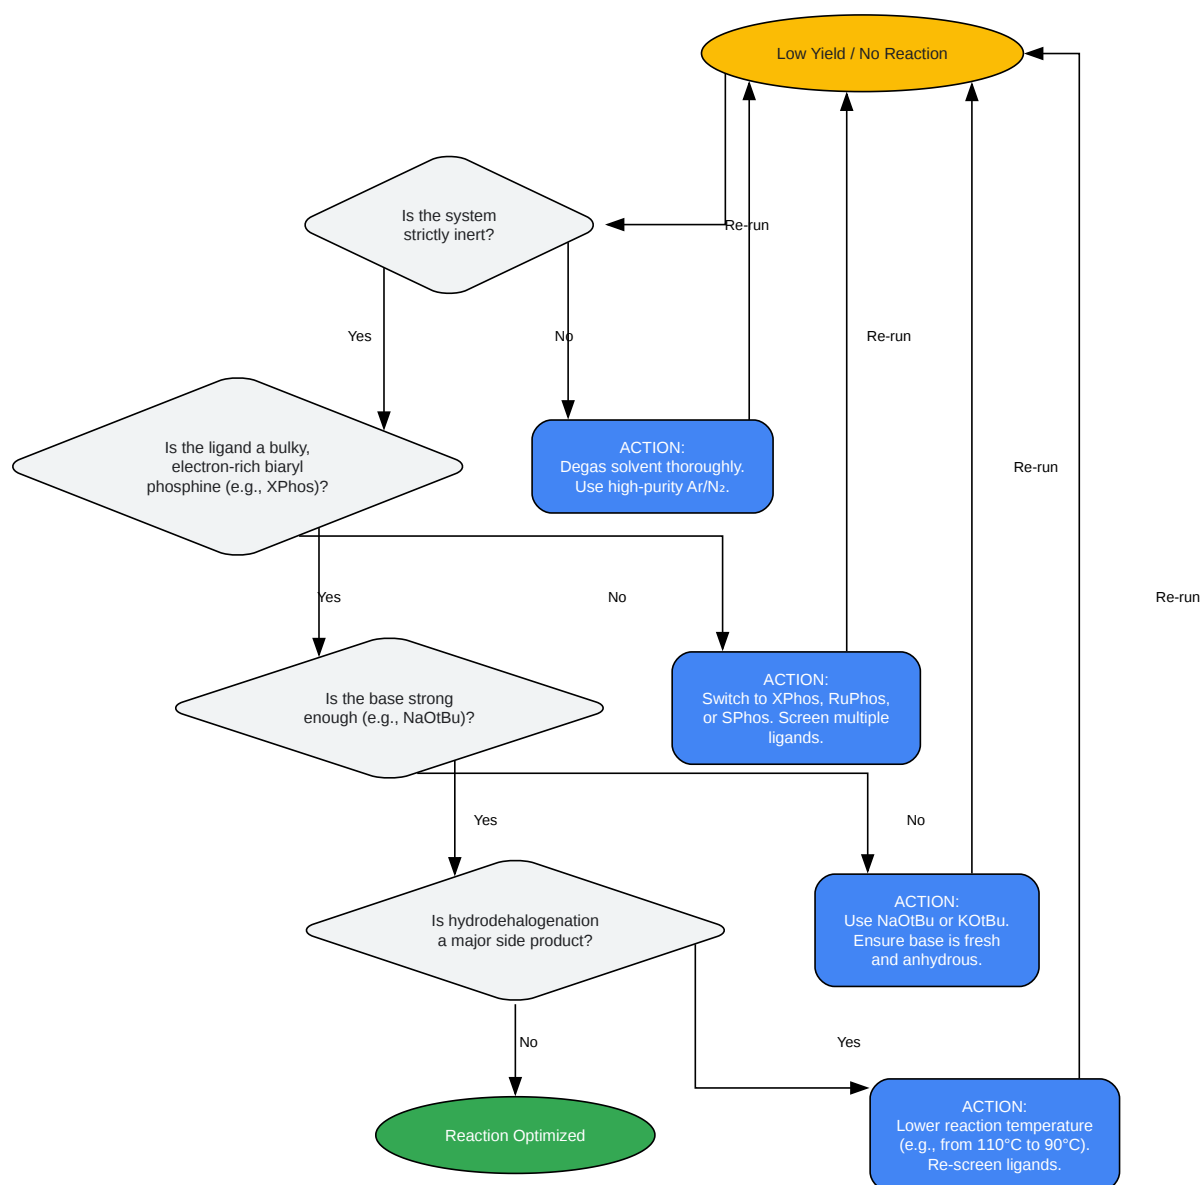 Low Yield / No Reaction
Is the system
strictly inert?
Re-run
Yes
No
Re-run
Is the ligand a bulky,
electron-rich biaryl
phosphine (e.g., XPhos)?
ACTION:
Degas solvent thoroughly.
Use high-purity Ar/N₂.
Re-run
Yes
No
Re-run
Is the base strong
enough (e.g., NaOtBu)?
ACTION:
Switch to XPhos, RuPhos,
or SPhos. Screen multiple
ligands.
Yes
No
Is hydrodehalogenation
a major side product?
ACTION:
Use NaOtBu or KOtBu.
Ensure base is fresh
and anhydrous.
No
Yes
Reaction Optimized
ACTION:
Lower reaction temperature
(e.g., from 110°C to 90°C).
Re-screen ligands.